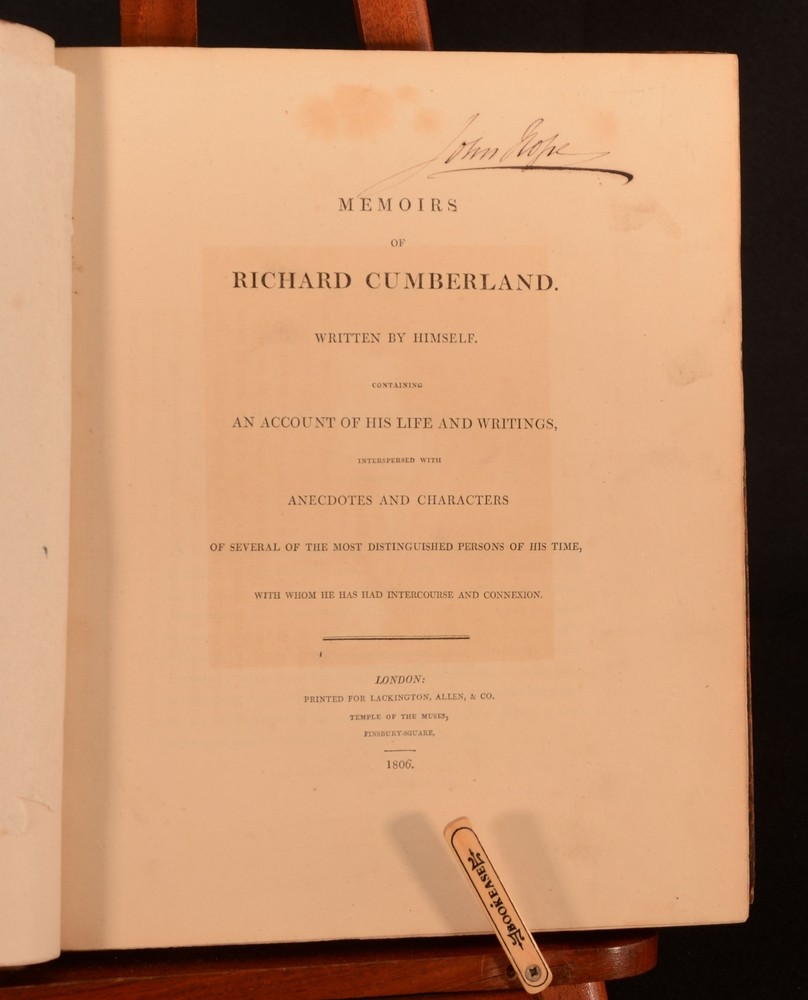 John Rope
MEMOIRS
OF
RICHARD CUMBERLAND.
WRITTEN BY HIMSELF.
CONTAINING
AN ACCOUNT OF HIS LIFE AND WRITINGS,
INTERSPERSED WITH
ANECDOTES AND CHARACTERS
OF SEVERAL OF THE MOST DISTINGUISHED PERSONS OF HIS TIME,
WITH WHOM HE HAS HAD INTERCOURSE AND CONNEXION.
LONDON:
PRINTED FOR LACKINGTON, ALLEN, & CO.
TEMPLE OF THE MUSES,
FINSBURY-SQUARE,
1806.
BOOKEASE